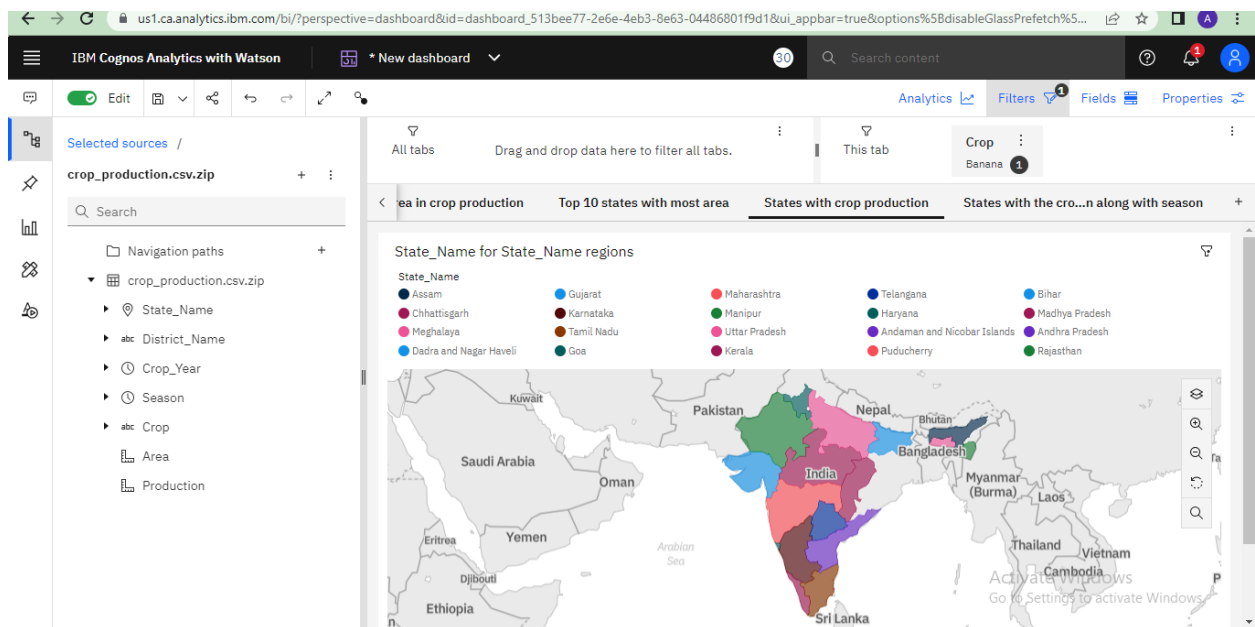 us1.ca.analytics.ibm.com/bi/?perspective=dashboard&id=dashboard_513bee77-2e6e-4eb3-8e63-04486801f9d1&ui_appbar=true&options%5BdisableGlassPrefetch%5...
A
IBM Cognos Analytics with Watson
* New dashboard
30
Search content
1
Edit
Analytics
Filters
1
Fields
Properties
Selected sources /
crop_production.csv.zip
Search
Navigation paths
crop_production.csv.zip
State_Name
abc District_Name
Crop_Year
Season
abc Crop
Area
Production
All tabs
Drag and drop data here to filter all tabs.
This tab
Crop
Banana 1
ea in crop production
Top 10 states with most area
States with crop production
States with the cro...n along with season
State_Name for State_Name regions
State_Name
Assam Gujarat Maharashtra Telangana Bihar
Chhattisgarh Karnataka Manipur Haryana Madhya Pradesh
Meghalaya Tamil Nadu Uttar Pradesh Andaman and Nicobar Islands Andhra Pradesh
Dadra and Nagar Haveli Goa Kerala Puducherry Rajasthan
Kuwait
Pakistan
Nepal
Bhutan
Bangladesh
Saudi Arabia
India
Oman
Myanmar
(Burma)
Laos
Eritrea
Yemen
Arabian
Sea
Thailand
Vietnam
Djibouti
Cambodia
Activate Windows
Go to Settings to activate Windows.
Ethiopia
Sri Lanka